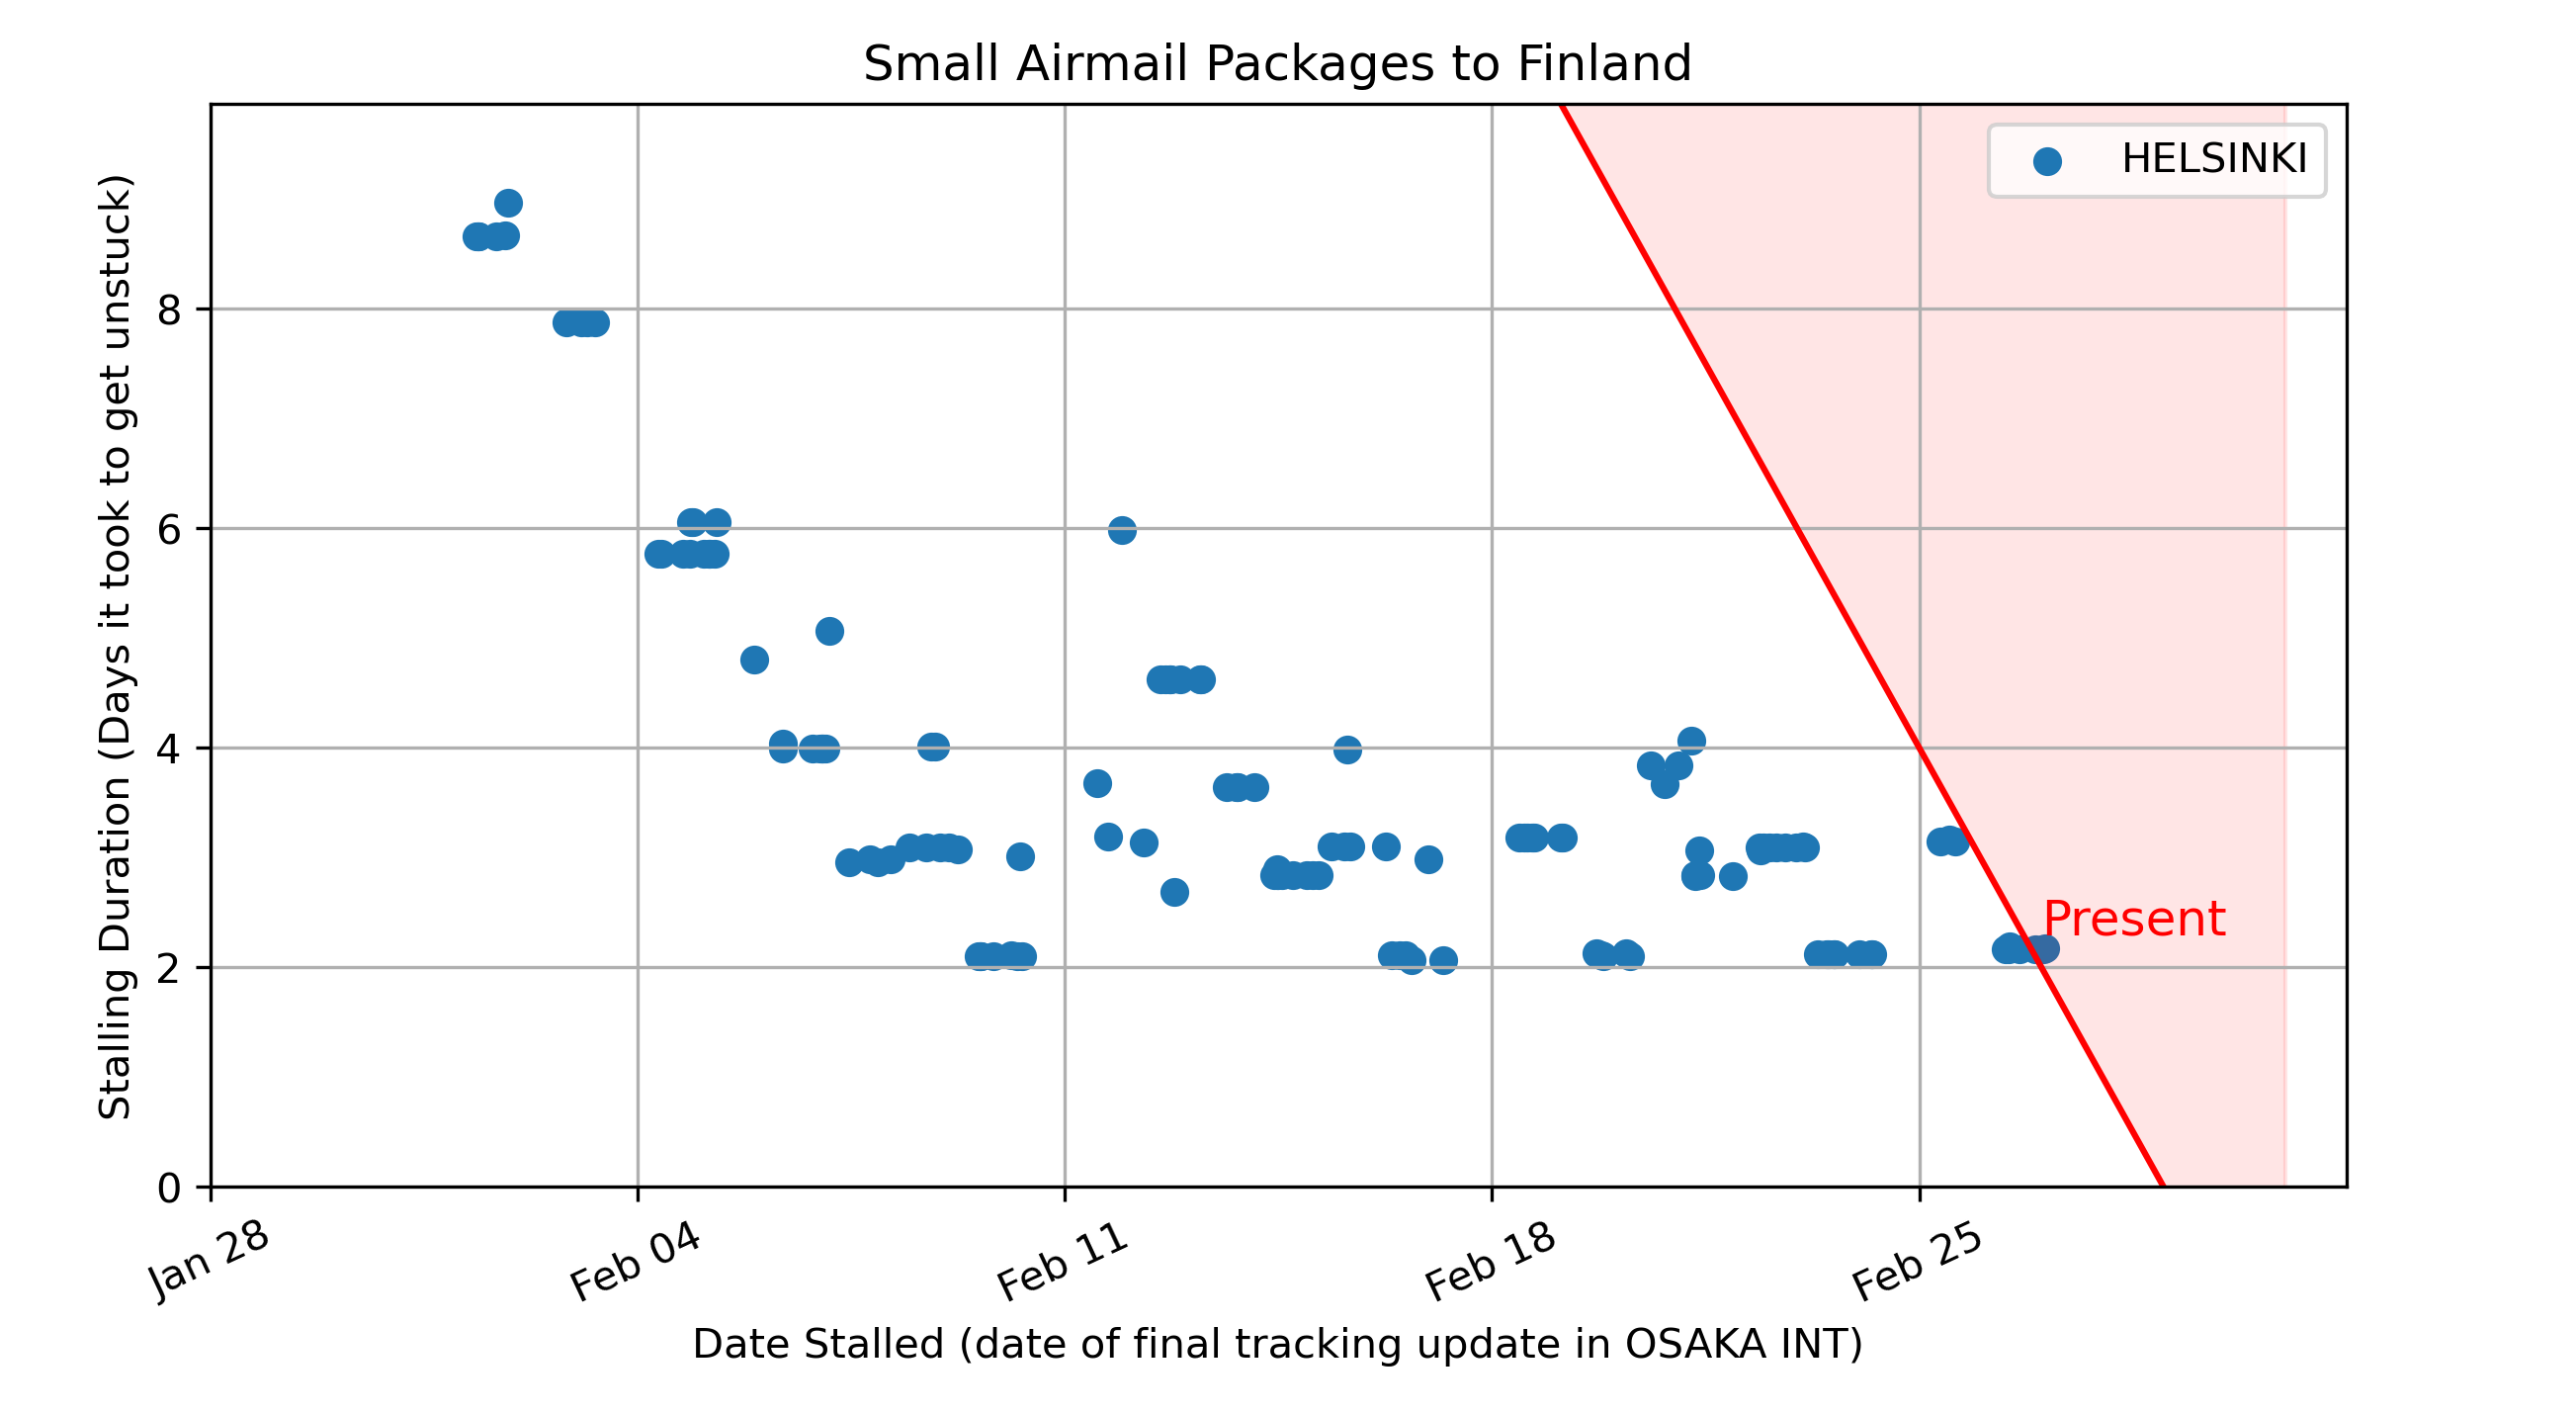 Small Airmail Packages to Finland
HELSINKI
Stalling Duration (Days it took to get unstuck)
8
6
4
2
0
Present
Jan 28
Feb 04
Feb 11
Feb 18
Feb 25
Date Stalled (date of final tracking update in OSAKA INT)